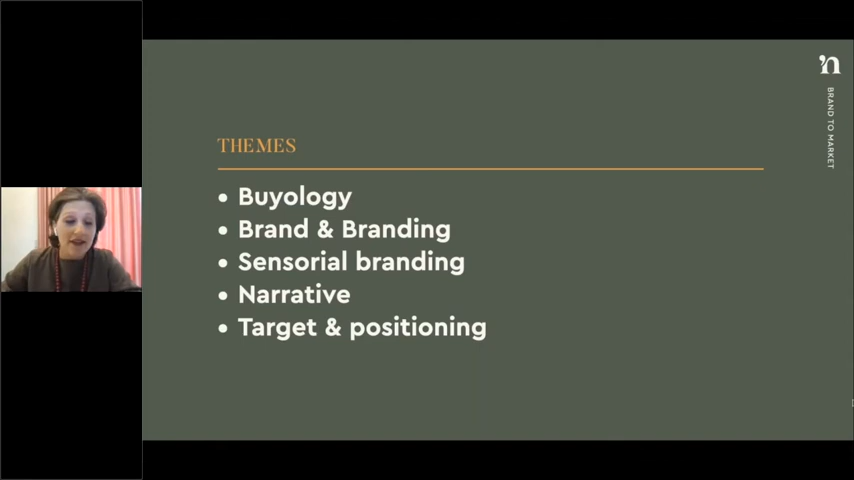 THEMES
• Buyology
• Brand & Branding
• Sensorial branding
• Narrative
• Target & positioning
'n
BRAND TO MARKET